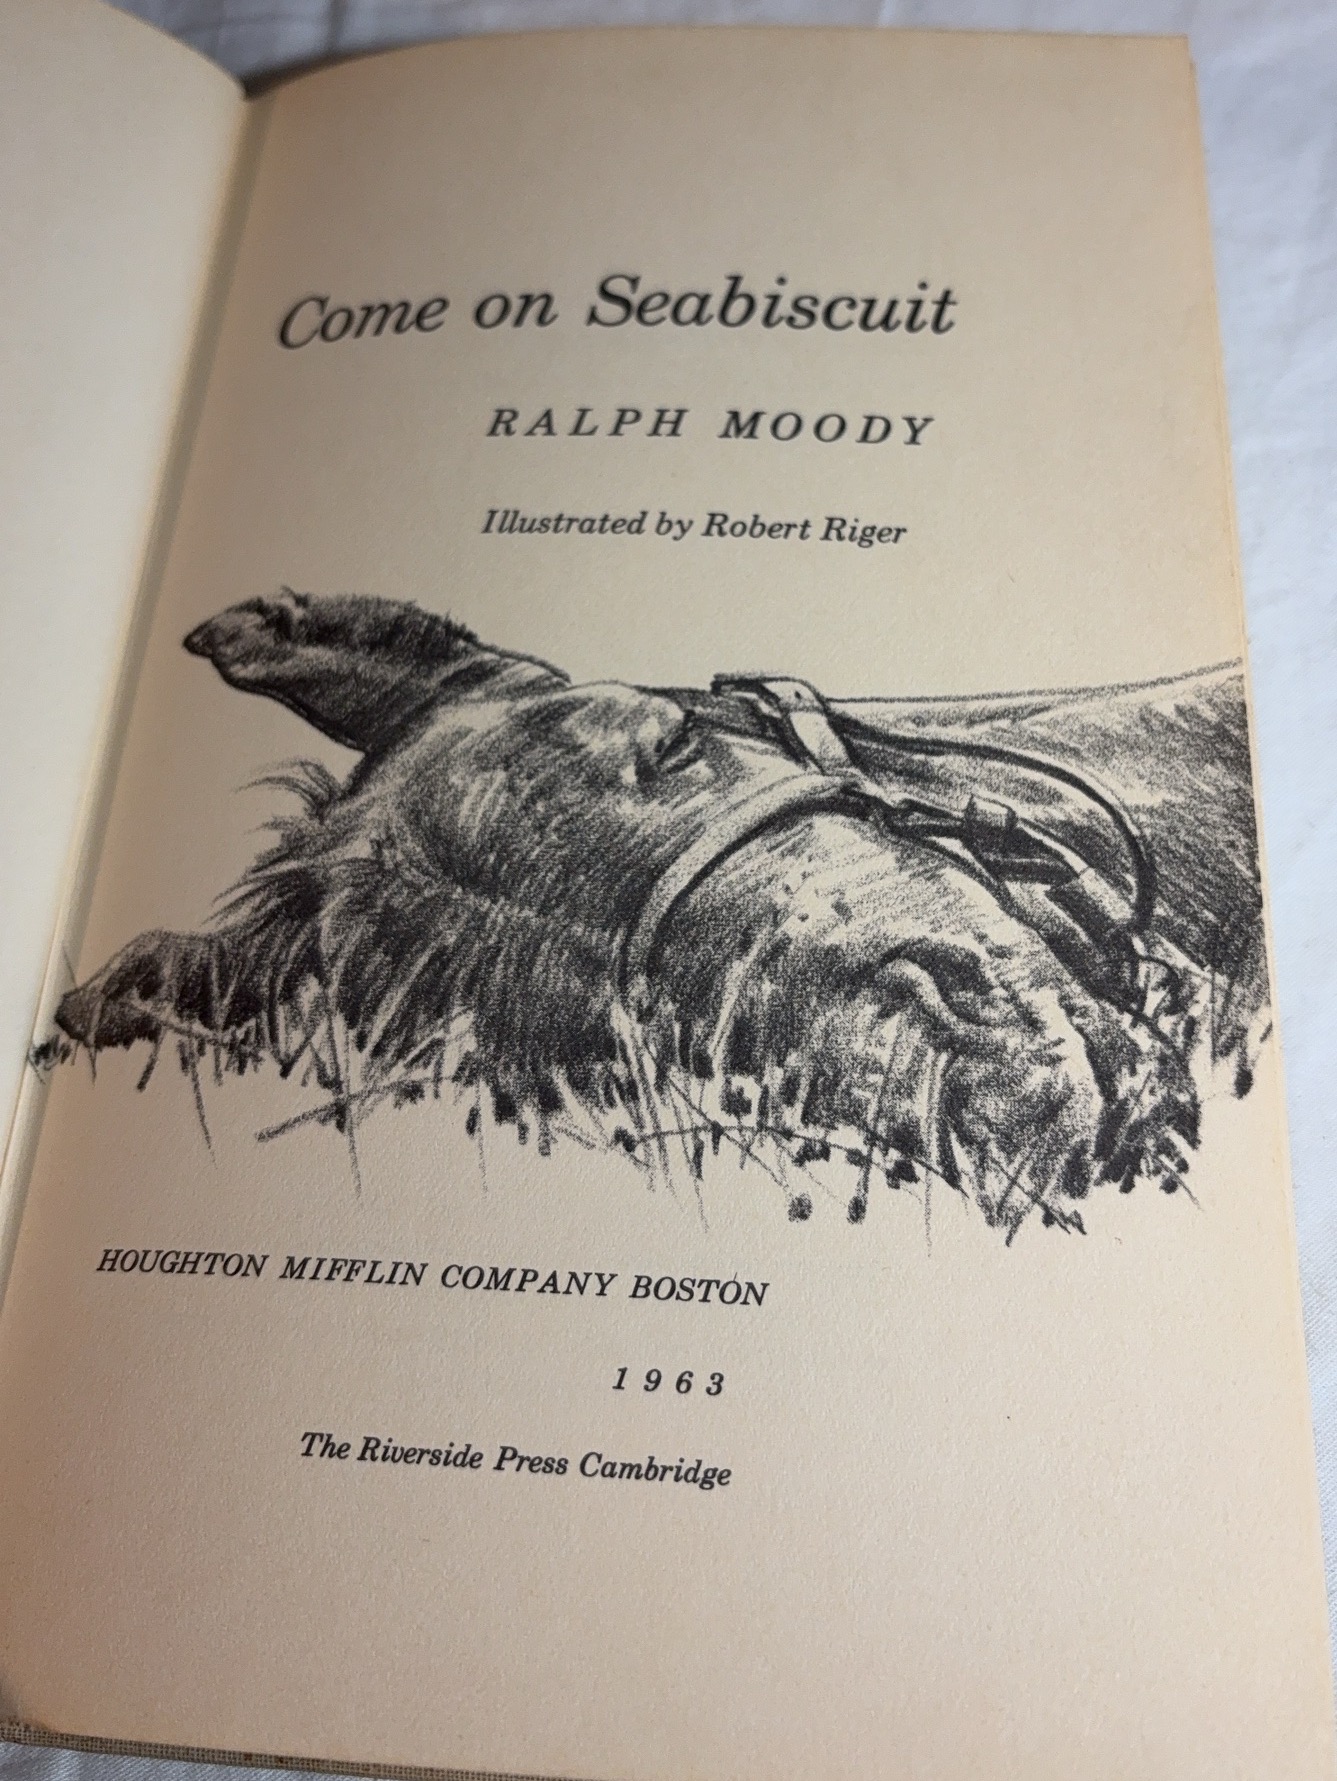 Come on Seabiscuit
RALPH MOODY
Illustrated by Robert Riger
HOUGHTON MIFFLIN COMPANY BOSTON
1963
The Riverside Press Cambridge